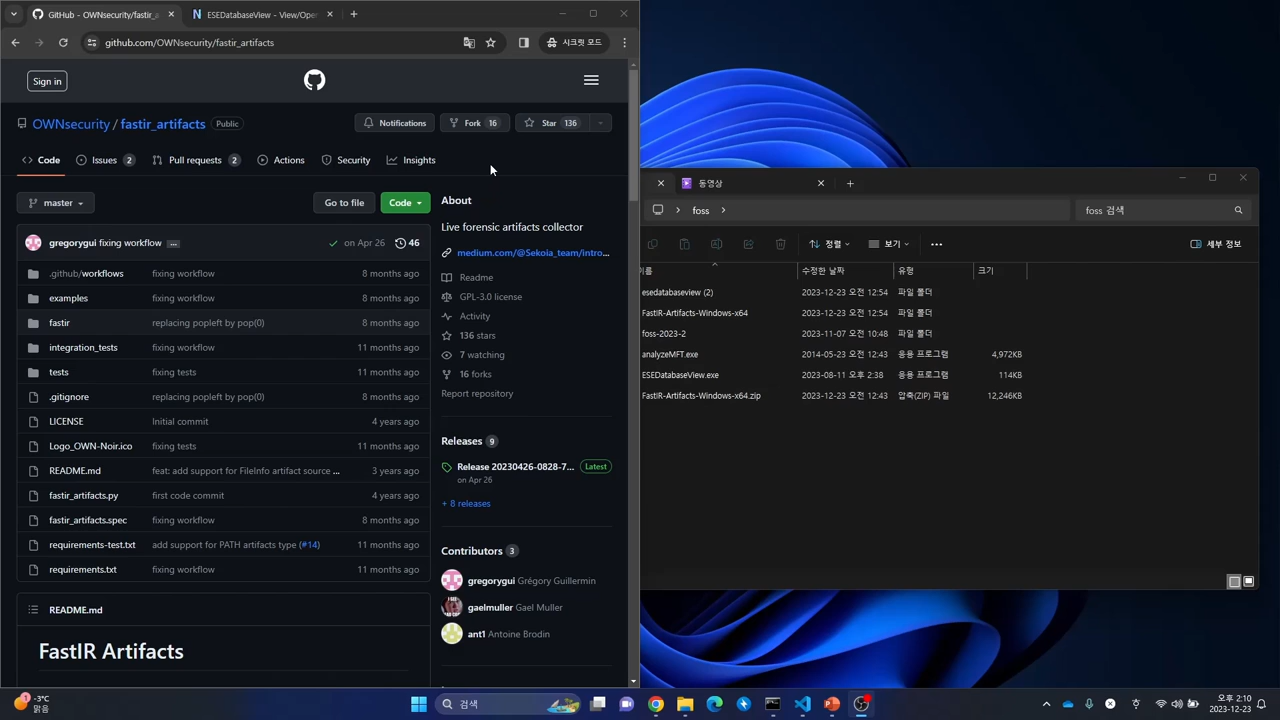 GitHub - OWNsecurity/fastir_a
ESEDatabaseView - View/Oper
github.com/OWNsecurity/fastir_artifacts
시크릿 모드
Sign in
OWNsecurity / fastir_artifacts Public
Notifications
Fork 16
Star 136
Code
Issues 2
Pull requests 2
Actions
Security
Insights
master
Go to file
Code
gregorygui fixing workflow ...
on Apr 26
46
.github/workflows fixing workflow 8 months ago
examples fixing workflow 8 months ago
fastir replacing popleft by pop(0) 8 months ago
integration_tests fixing workflow 11 months ago
tests fixing tests 11 months ago
.gitignore replacing popleft by pop(0) 8 months ago
LICENSE Initial commit 4 years ago
Logo_OWN-Noir.ico fixing tests 11 months ago
README.md feat: add support for FileInfo artifact source ... 3 years ago
fastir_artifacts.py first code commit 4 years ago
fastir_artifacts.spec fixing workflow 8 months ago
requirements-test.txt add support for PATH artifacts type (#14) 11 months ago
requirements.txt fixing workflow 11 months ago
README.md
FastIR Artifacts
About
Live forensic artifacts collector
medium.com/@Sekoia_team/intro...
Readme
GPL-3.0 license
Activity
136 stars
7 watching
16 forks
Report repository
Releases 9
Release 20230426-0828-7... Latest
on Apr 26
+ 8 releases
Contributors 3
gregorygui Grégory Guillermin
gaelmuller Gael Muller
ant1 Antoine Brodin
동영상
foss
foss 검색
정렬
보기
세부 정보
이름 수정한 날짜 유형 크기
esedatabaseview (2) 2023-12-23 오전 12:54 파일 폴더
FastIR-Artifacts-Windows-x64 2023-12-23 오전 12:54 파일 폴더
foss-2023-2 2023-11-07 오전 10:48 파일 폴더
analyzeMFT.exe 2014-05-23 오전 12:43 응용 프로그램 4,972KB
ESEDatabaseView.exe 2023-08-11 오후 2:38 응용 프로그램 114KB
FastIR-Artifacts-Windows-x64.zip 2023-12-23 오전 12:43 압축(ZIP) 파일 12,246KB
1
-3℃
맑음
검색
오후 2:10
2023-12-23